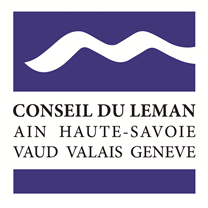 CONSEIL DU LEMAN
AIN HAUTE-SAVOIE
VAUD VALAIS GENEVE